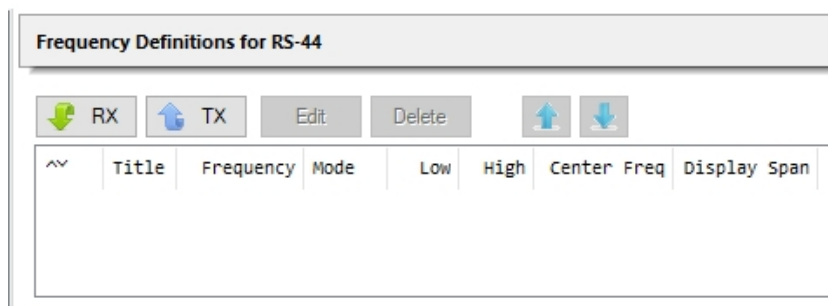 Frequency Definitions for RS-44
RX TX Edit Delete
^v Title Frequency Mode Low High Center Freq Display Span